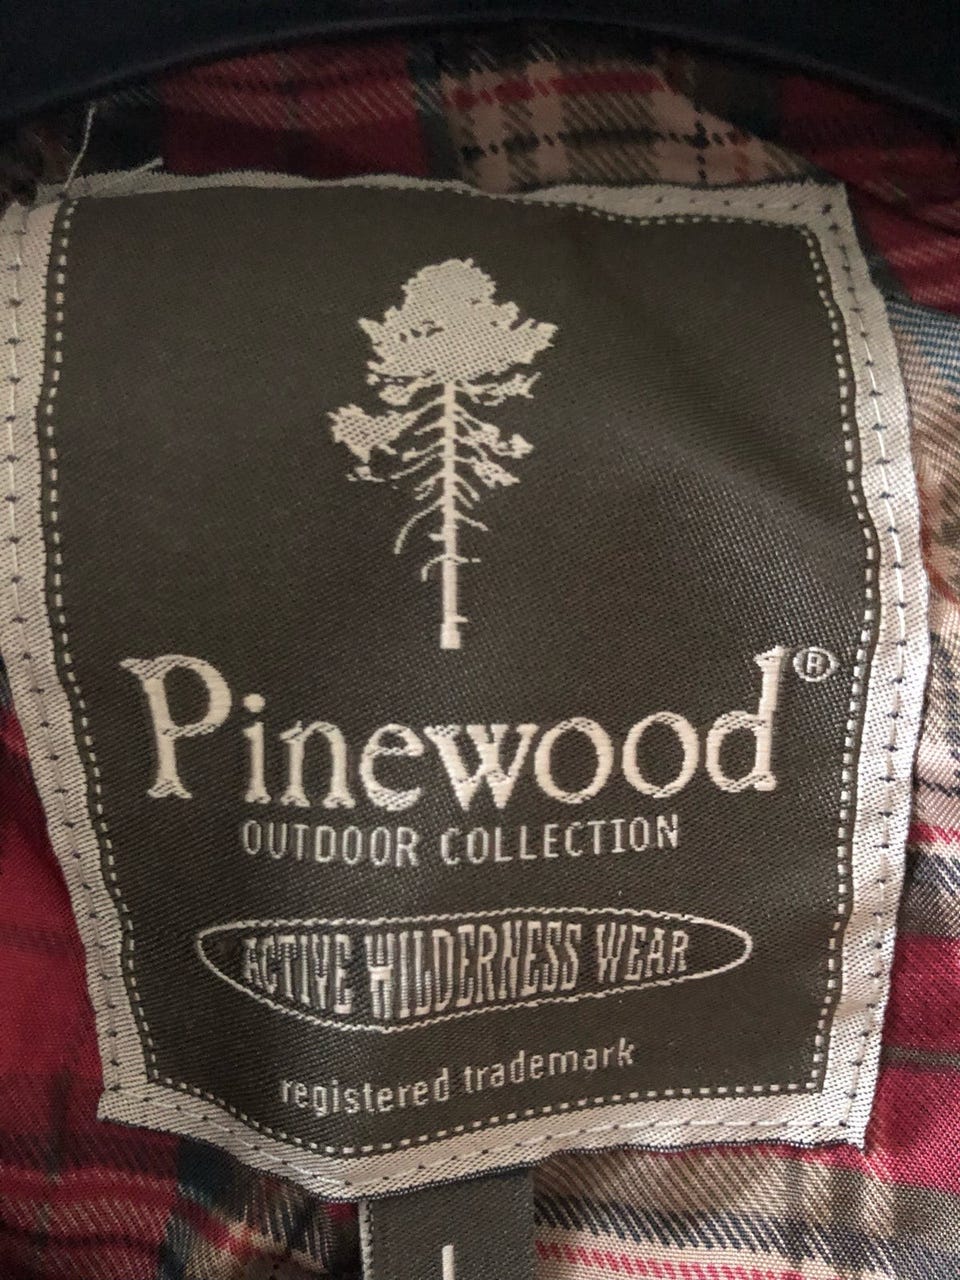 Pinewood®
OUTDOOR COLLECTION
ACTIVE WILDERNESS WEAR
registered trademark